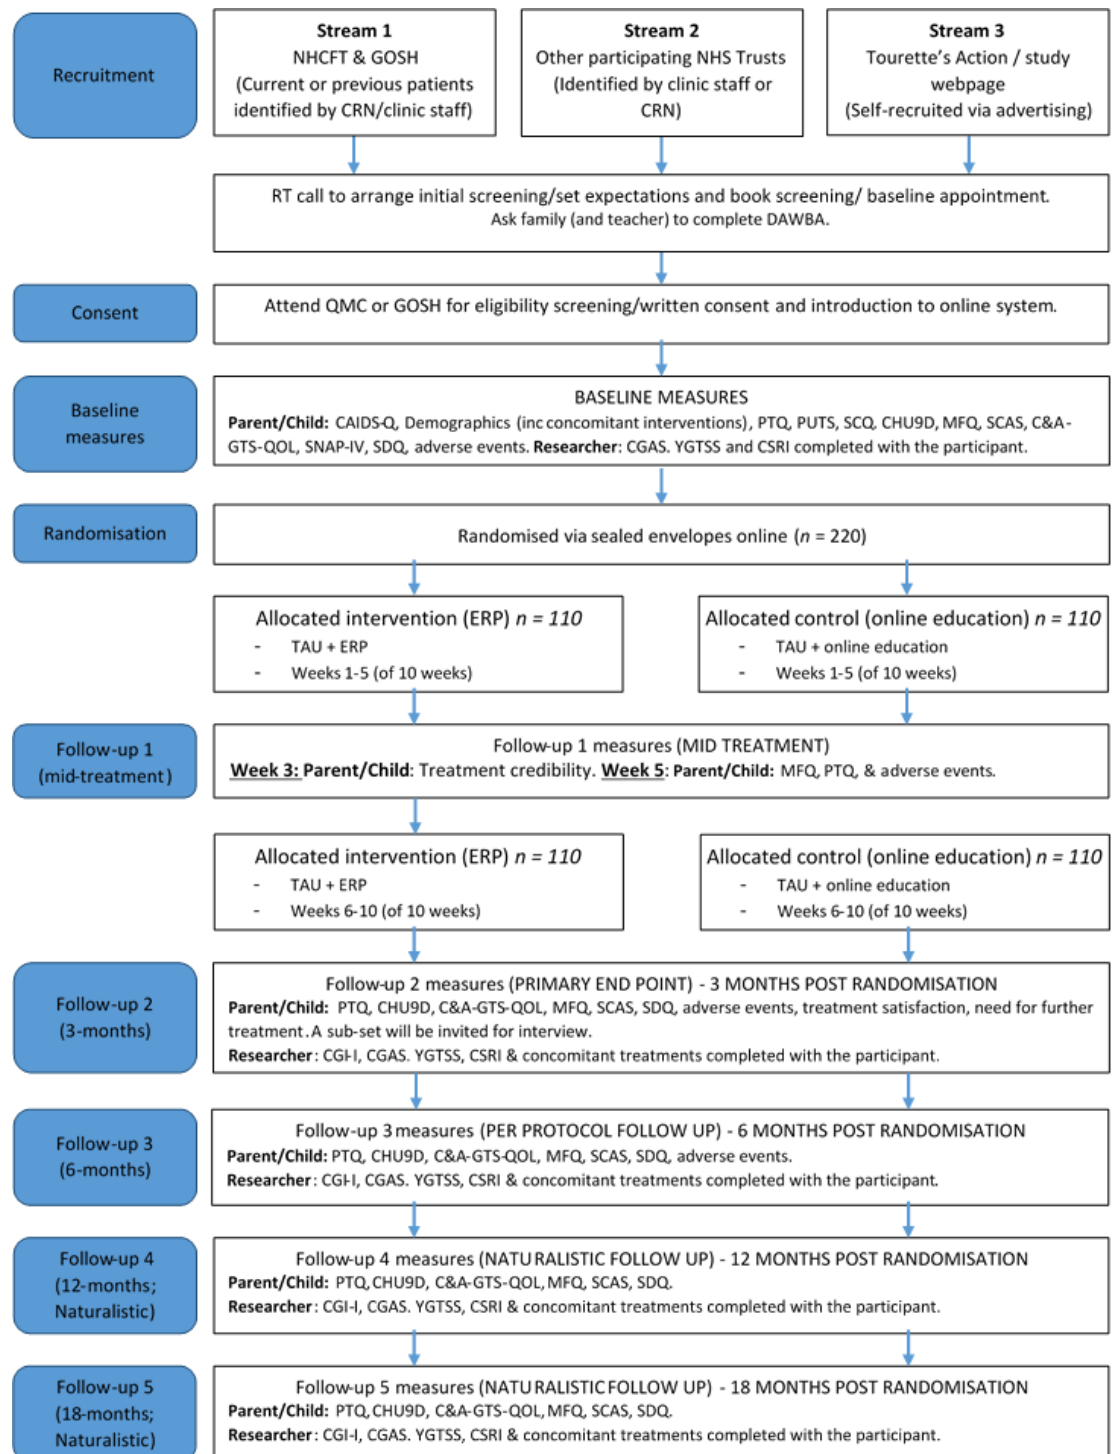 Recruitment
Stream 1
NHCFT & GOSH
(Current or previous patients
identified by CRN/clinic staff)
Stream 2
Other participating NHS Trusts
(Identified by clinic staff or
CRN)
Stream 3
Tourette's Action / study
webpage
(Self-recruited via advertising)
RT call to arrange initial screening/set expectations and book screening/ baseline appointment.
Ask family (and teacher) to complete DAWBA.
Consent
Attend QMC or GOSH for eligibility screening/written consent and introduction to online system.
Baseline
measures
BASELINE MEASURES
Parent/Child: CAIDS-Q, Demographics (inc concomitant interventions), PTQ, PUTS, SCQ. CHU9D, MFQ, SCAS, C&A-
GTS-QOL, SNAP-IV, SDQ, adverse events. Researcher: CGAS. YGTSS and CSRI completed with the participant.
Randomisation
Randomised via sealed envelopes online (n = 220)
Allocated intervention (ERP) n = 110
- TAU + ERP
- Weeks 1-5 (of 10 weeks)
Allocated control (online education) n = 110
- TAU + online education
- Weeks 1-5 (of 10 weeks)
Follow-up 1
(mid-treatment)
Follow-up 1 measures (MID TREATMENT)
Week 3: Parent/Child: Treatment credibility. Week 5: Parent/Child: MFQ, PTQ, & adverse events.
Allocated intervention (ERP) n = 110
- TAU + ERP
- Weeks 6-10 (of 10 weeks)
Allocated control (online education) n = 110
- TAU + online education
- Weeks 6-10 (of 10 weeks)
Follow-up 2
(3-months)
Follow-up 2 measures (PRIMARY END POINT) - 3 MONTHS POST RANDOMISATION
Parent/Child: PTQ, CHU9D, C&A-GTS-QOL, MFQ, SCAS, SDQ, adverse events, treatment satisfaction, need for further
treatment. A sub-set will be invited for interview.
Researcher: CGI-I, CGAS. YGTSS, CSRI & concomitant treatments completed with the participant.
Follow-up 3
(6-months)
Follow-up 3 measures (PER PROTOCOL FOLLOW UP) - 6 MONTHS POST RANDOMISATION
Parent/Child: PTQ, CHU9D, C&A-GTS-QOL, MFQ, SCAS, SDQ, adverse events.
Researcher: CGI-I, CGAS. YGTSS, CSRI & concomitant treatments completed with the participant.
Follow-up 4
(12-months;
Naturalistic)
Follow-up 4 measures (NATURALISTIC FOLLOW UP) - 12 MONTHS POST RANDOMISATION
Parent/Child: PTQ, CHU9D, C&A-GTS-QOL, MFQ, SCAS, SDQ.
Researcher: CGI-I, CGAS. YGTSS, CSRI & concomitant treatments completed with the participant.
Follow-up 5
(18-months;
Naturalistic)
Follow-up 5 measures (NATURALISTIC FOLLOW UP) - 18 MONTHS POST RANDOMISATION
Parent/Child: PTQ, CHU9D, C&A-GTS-QOL, MFQ, SCAS, SDQ.
Researcher: CGI-I, CGAS. YGTSS, CSRI & concomitant treatments completed with the participant.